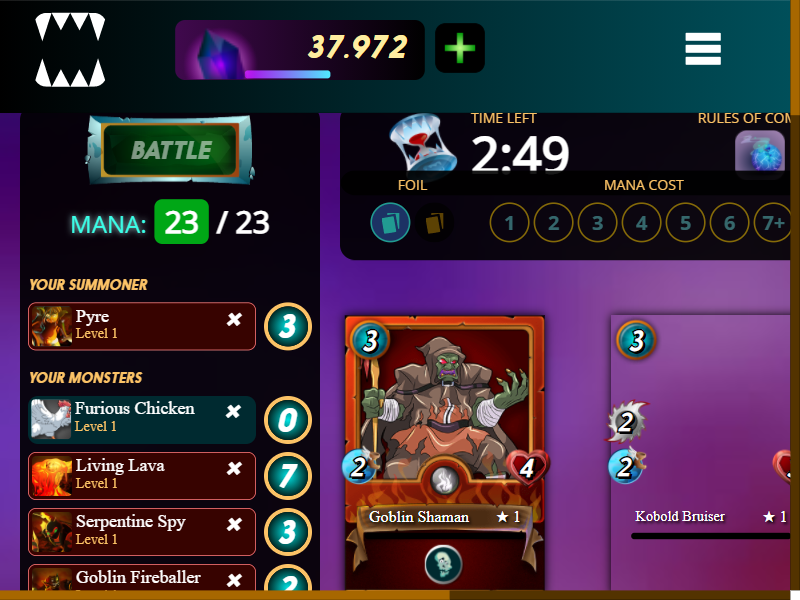 37.972
BATTLE
MANA: 23 / 23
YOUR SUMMONER
Pyre
Level 1
3
YOUR MONSTERS
Furious Chicken
Level 1
0
Living Lava
Level 1
7
Serpentine Spy
Level 1
3
Goblin Fireballer
2
TIME LEFT
2:49
RULES OF COM
FOIL
MANA COST
1 2 3 4 5 6 7+
3
2
4
Goblin Shaman ★ 1
3
2
2
Kobold Bruiser ★ 1